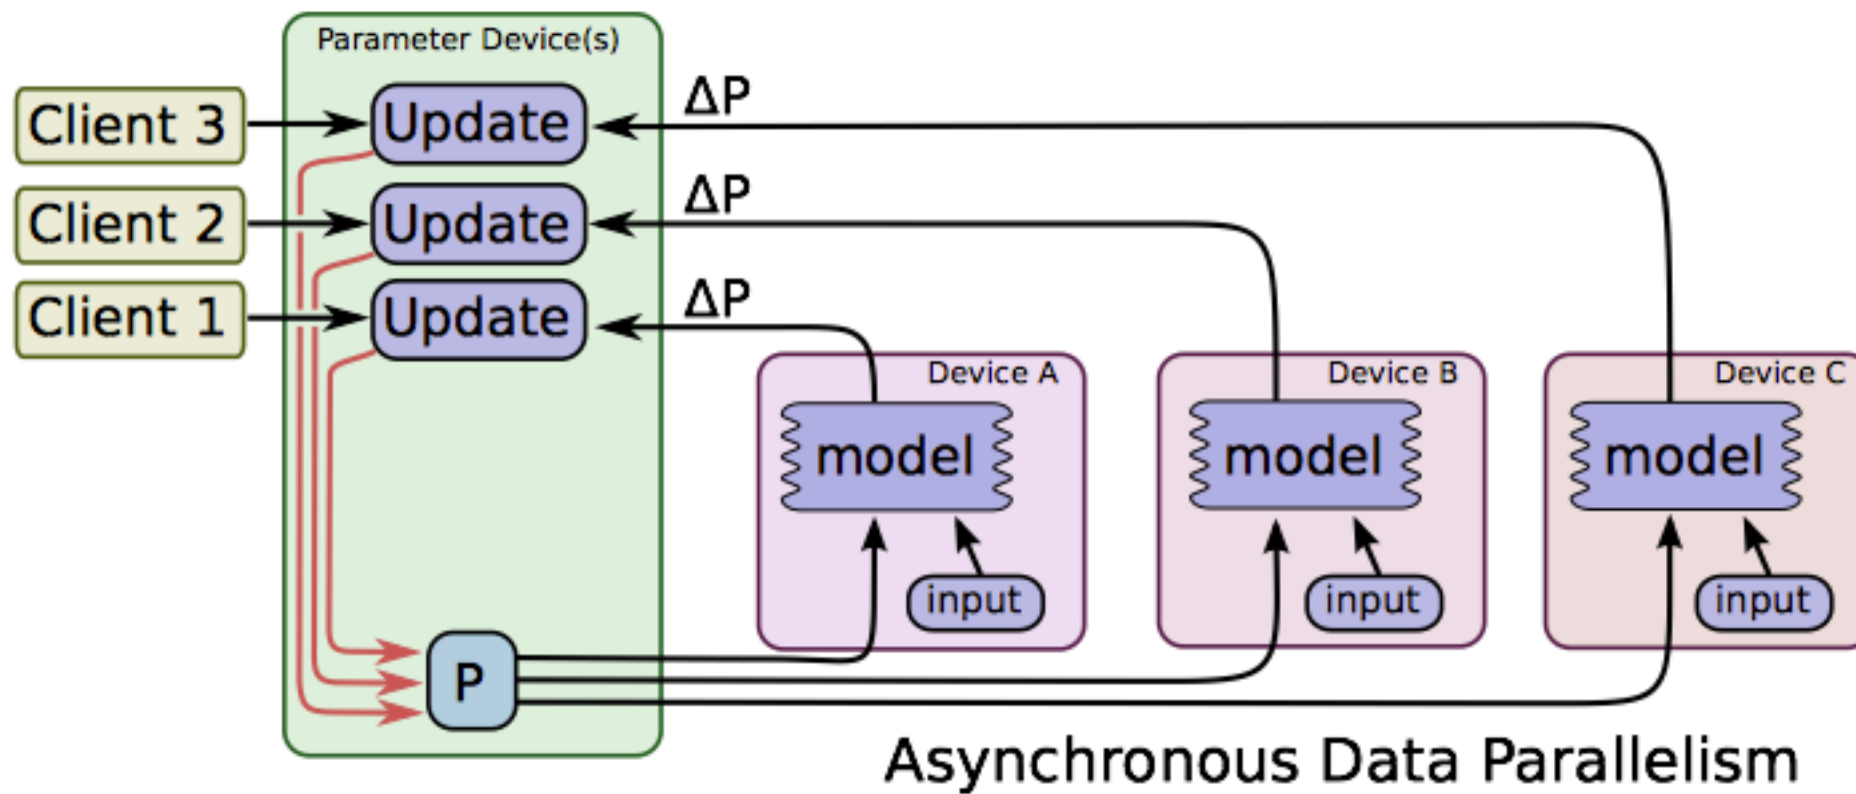 Parameter Device(s)
Client 3
Update
ΔP
Client 2
Update
ΔP
Client 1
Update
ΔP
Device A
Device B
Device C
model
model
model
input
input
input
P
Asynchronous Data Parallelism